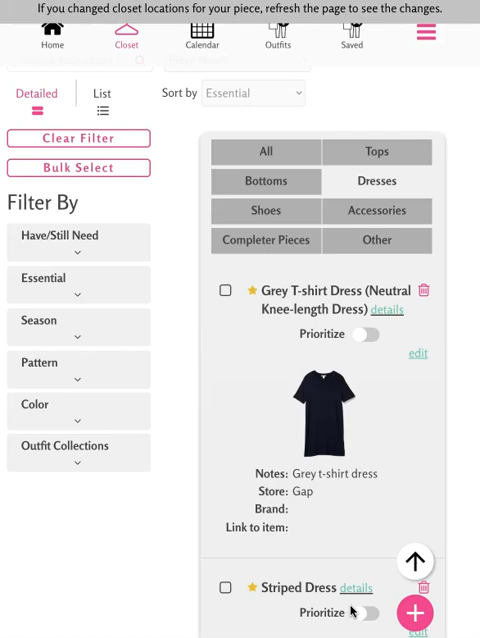 If you changed closet locations for your piece, refresh the page to see the changes.
Home
Closet
Calendar
Outfits
Saved
Detailed
List
Sort by
Essential
Clear Filter
Bulk Select
Filter By
Have/Still Need
Essential
Season
Pattern
Color
Outfit Collections
All
Tops
Bottoms
Dresses
Shoes
Accessories
Completer Pieces
Other
Grey T-shirt Dress (Neutral
Knee-length Dress) details
Prioritize
edit
Notes: Grey t-shirt dress
Store: Gap
Brand:
Link to item:
Striped Dress details
Prioritize
edit